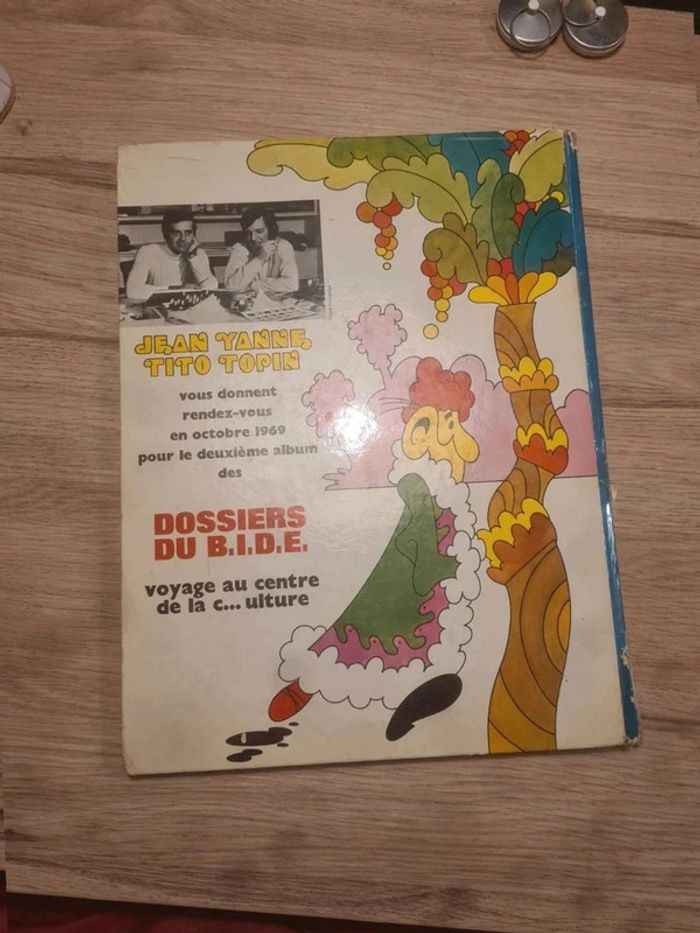 JEAN YANNE,
TITO TOPIN
vous donnent
rendez-vous
en octobre 1969
pour le deuxième album
des
DOSSIERS
DU B.I.D.E.
voyage au centre
de la c... ulture